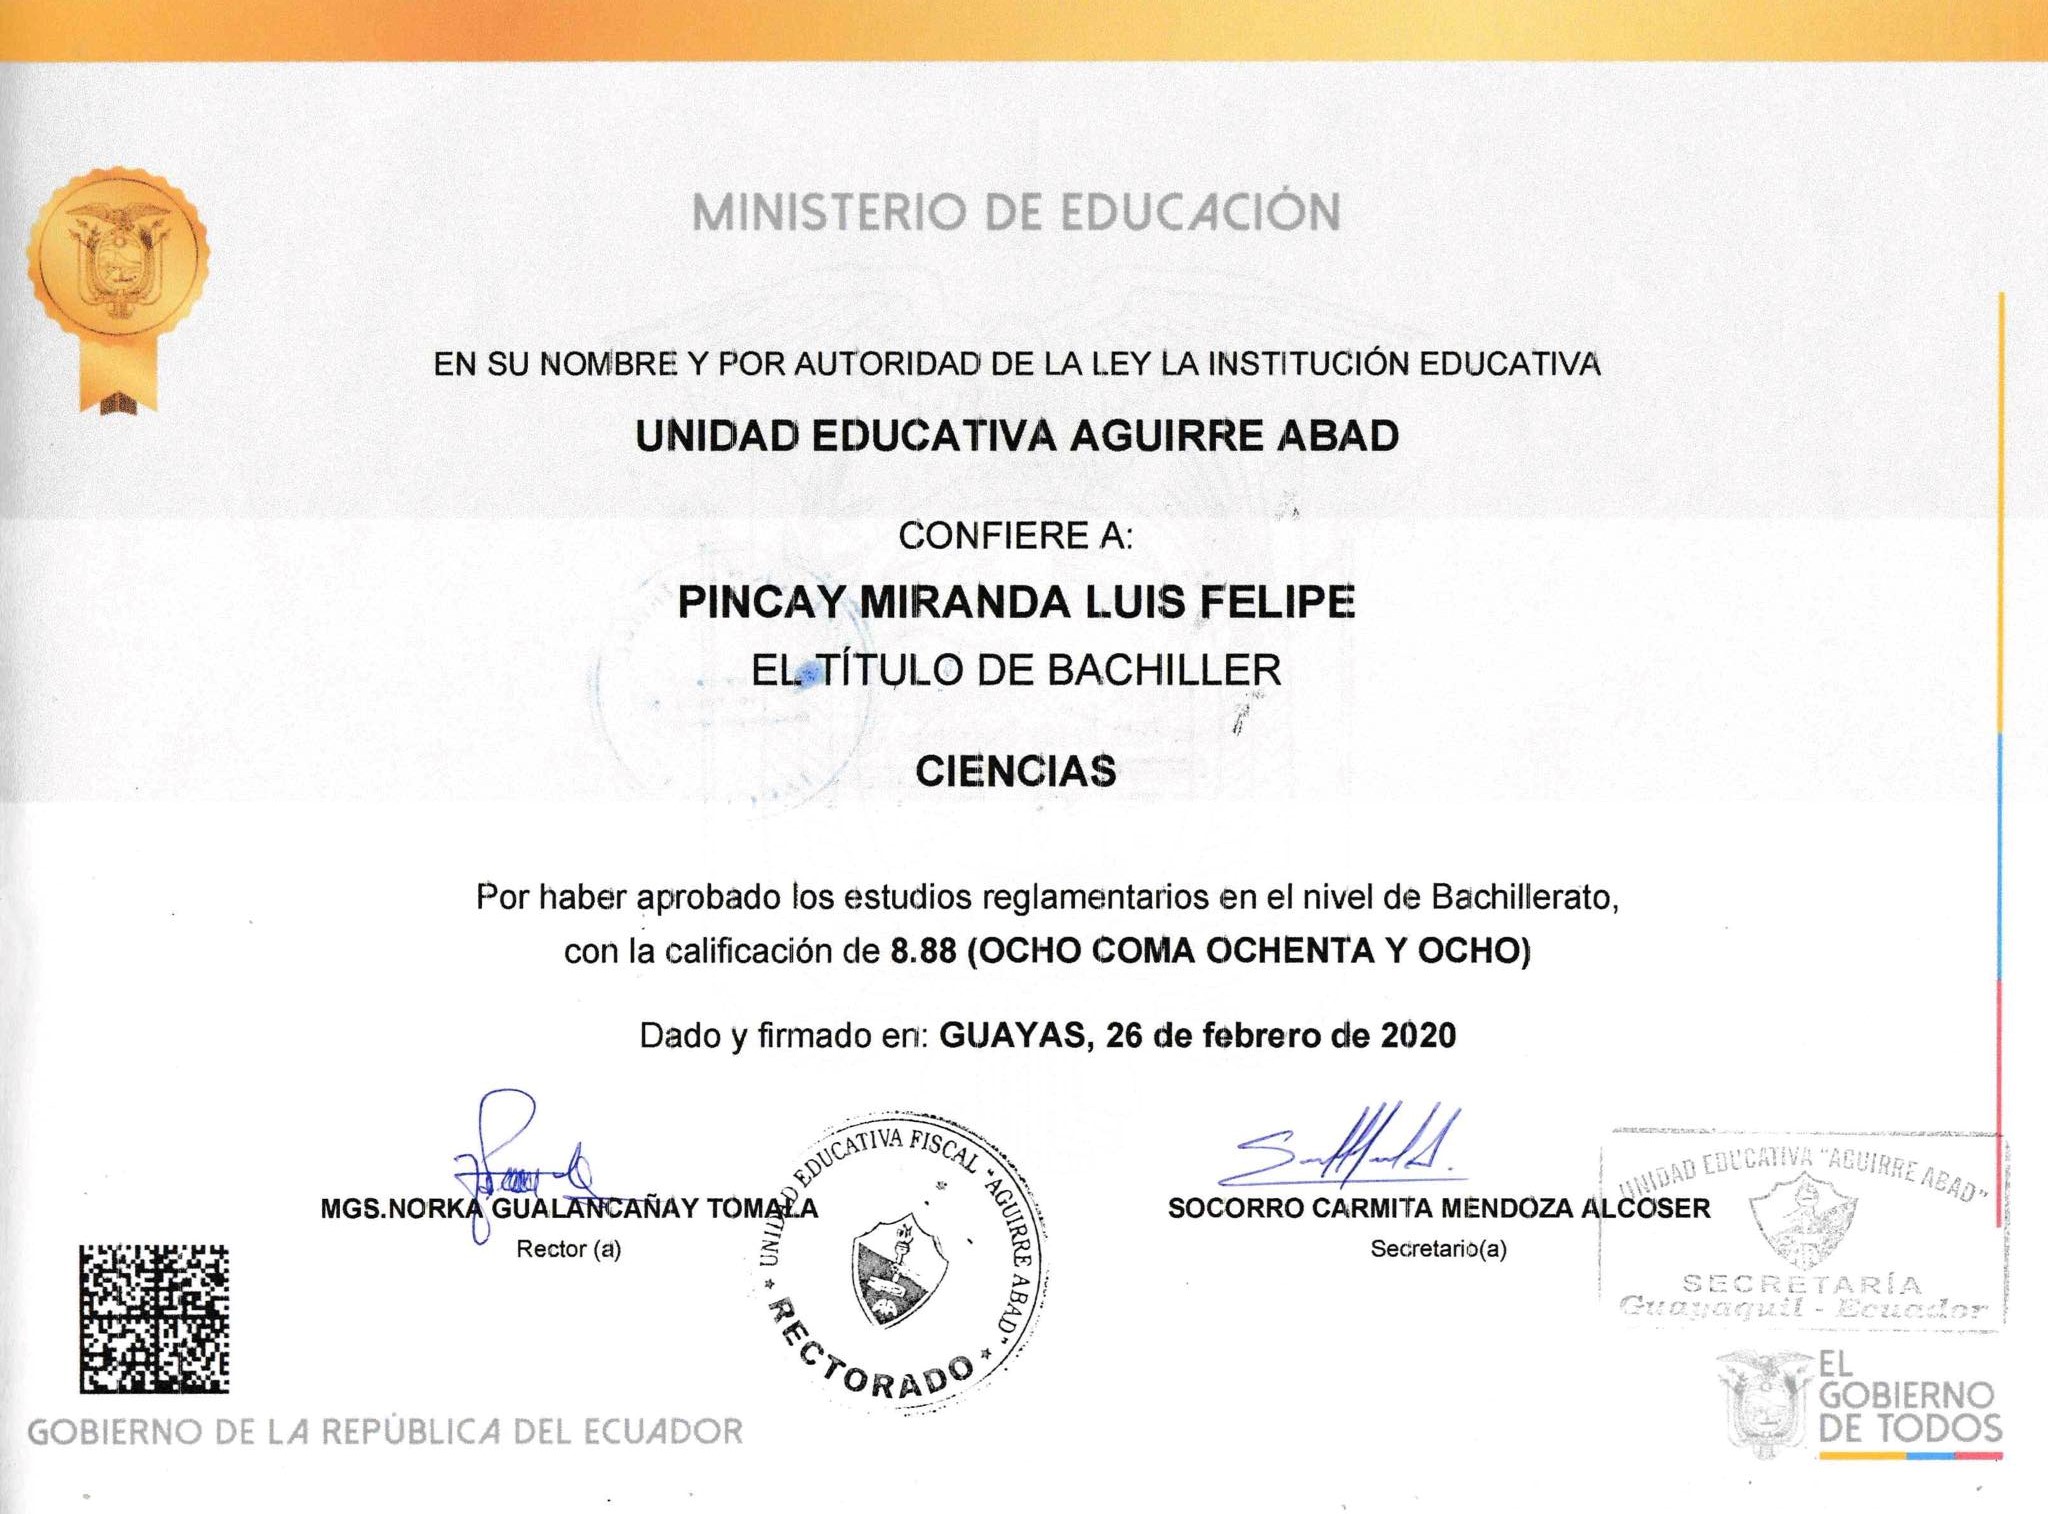 MINISTERIO DE EDUCACIÓN
EN SU NOMBRE Y POR AUTORIDAD DE LA LEY LA INSTITUCIÓN EDUCATIVA
UNIDAD EDUCATIVA AGUIRRE ABAD
CONFIERE A:
PINCAY MIRANDA LUIS FELIPE
EL TÍTULO DE BACHILLER
CIENCIAS
Por haber aprobado los estudios reglamentarios en el nivel de Bachillerato,
con la calificación de 8.88 (OCHO COMA OCHENTA Y OCHO)
Dado y firmado en: GUAYAS, 26 de febrero de 2020
MGS.NORKA GUALANCAÑAY TOMALA
Rector (a)
UNIDAD EDUCATIVA FISCAL "AGUIRRE ABAD"
RECTORADO
SOCORRO CARMITA MENDOZA ALCOSER
Secretario(a)
UNIDAD EDUCATIVA "AGUIRRE ABAD"
SECRETARÍA
Guayaquil - Ecuador
GOBIERNO DE LA REPÚBLICA DEL ECUADOR
EL
GOBIERNO
DE TODOS